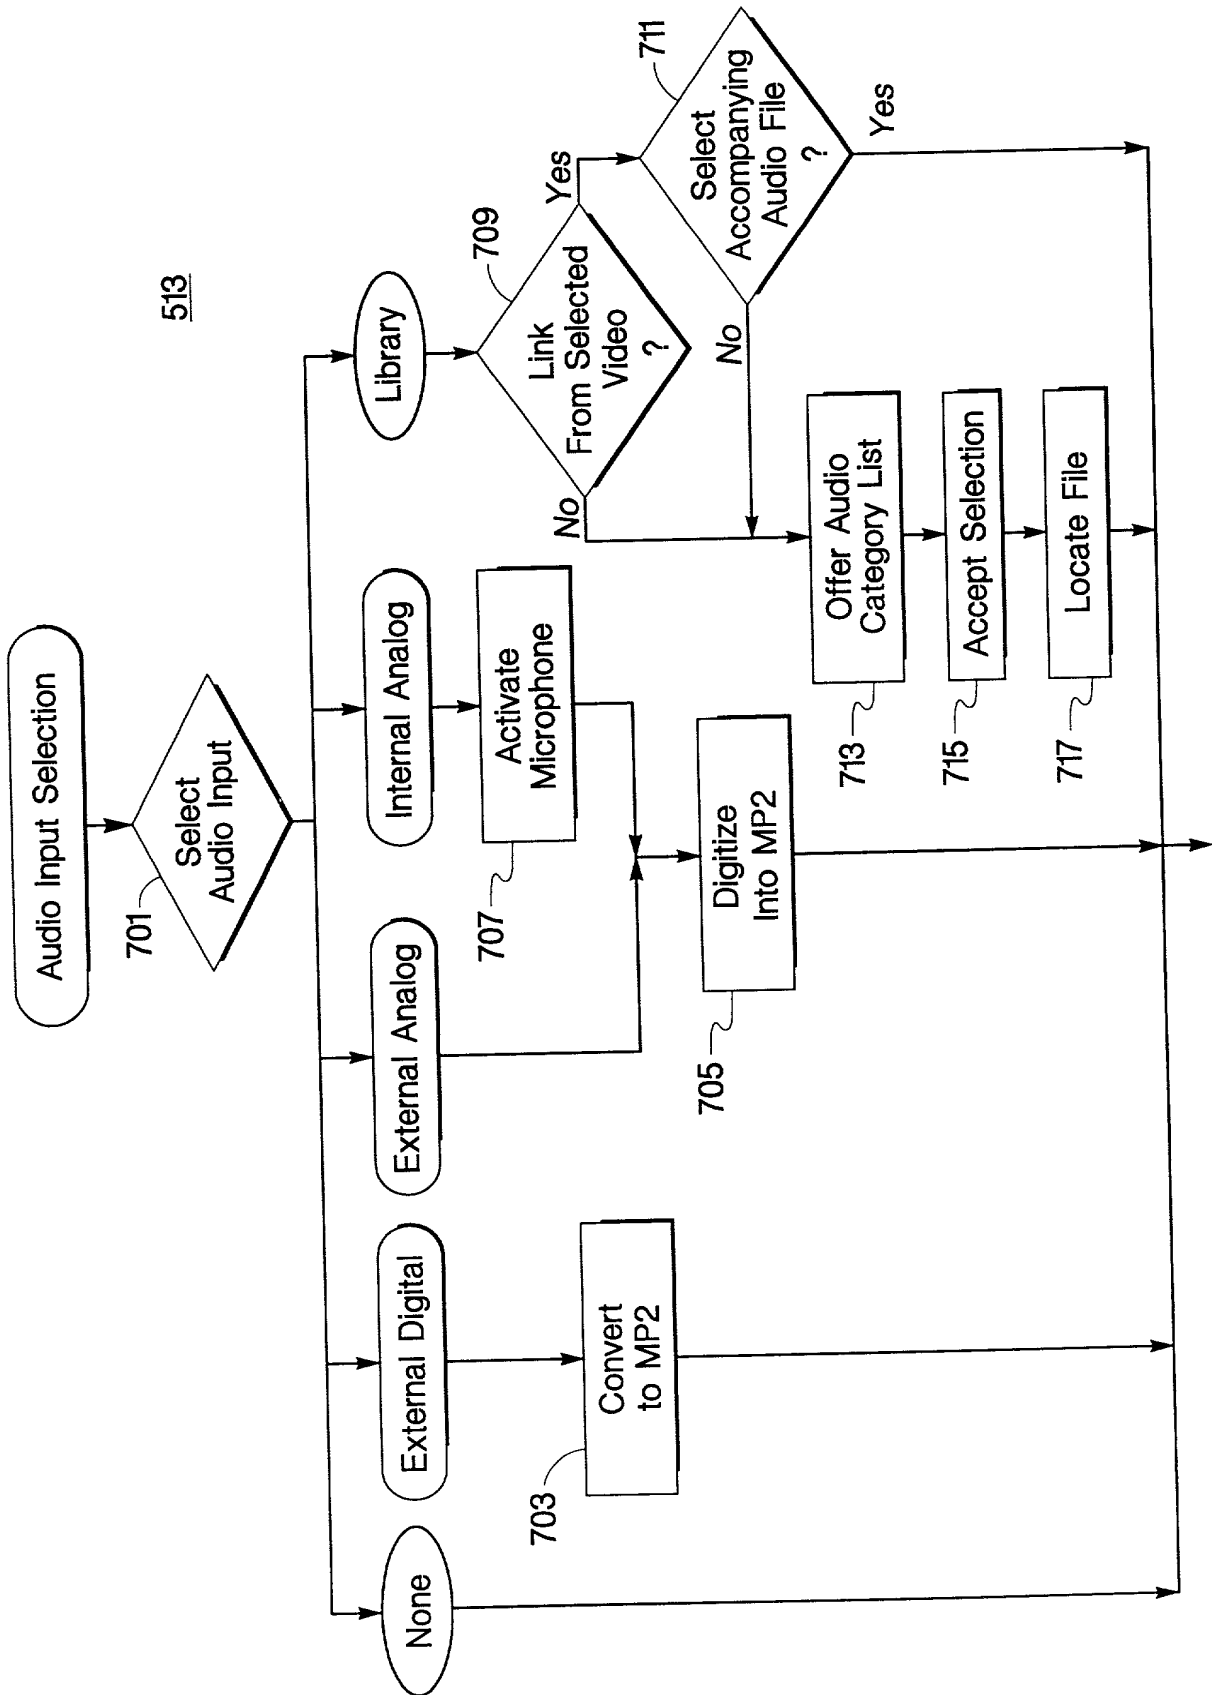 513
Audio Input Selection
701
Select
Audio Input
None
External Digital
External Analog
Internal Analog
Library
703
Convert
to MP2
707
Activate
Microphone
705
Digitize
Into MP2
709
Link
From Selected
Video
?
No
Yes
711
Select
Accompanying
Audio File
?
No
Yes
713
Offer Audio
Category List
715
Accept Selection
717
Locate File